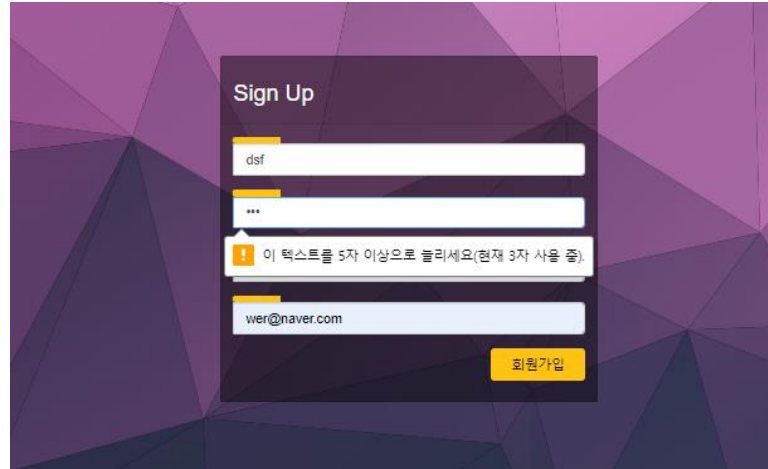 Sign Up
dsf
•••
! 이 텍스트를 5자 이상으로 늘리세요(현재 3자 사용 중).
wer@naver.com
회원가입